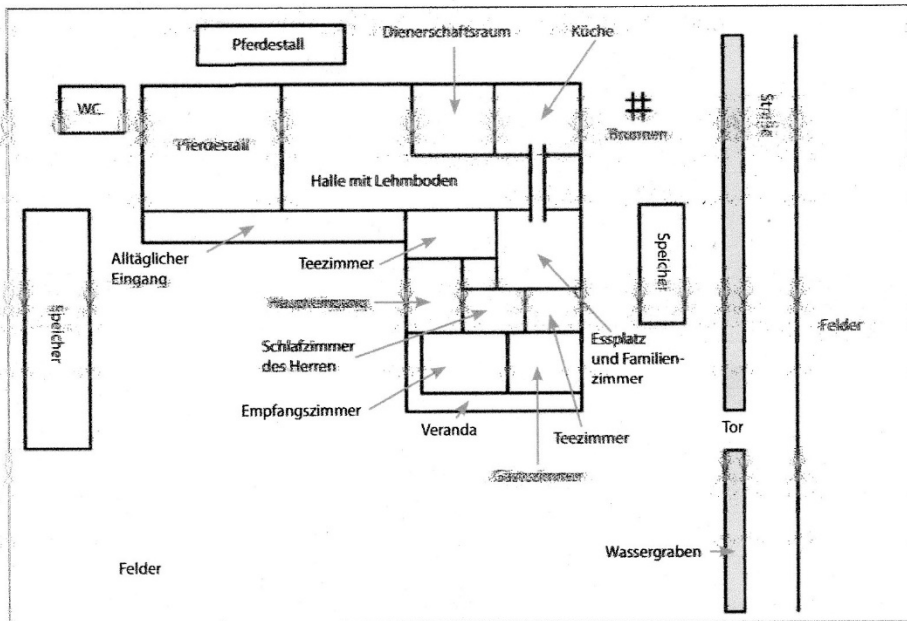 Pferdestall
Dienerschaftsraum
Küche
WC
Pferdestall
Brunnen
Straße
Halle mit Lehmboden
Alltäglicher
Eingang
Teezimmer
Speicher
Haupteingang
Speicher
Schlafzimmer
des Herren
Essplatz
und Familien-
zimmer
Felder
Empfangszimmer
Veranda
Teezimmer
Tor
Gästezimmer
Wassergraben
Felder